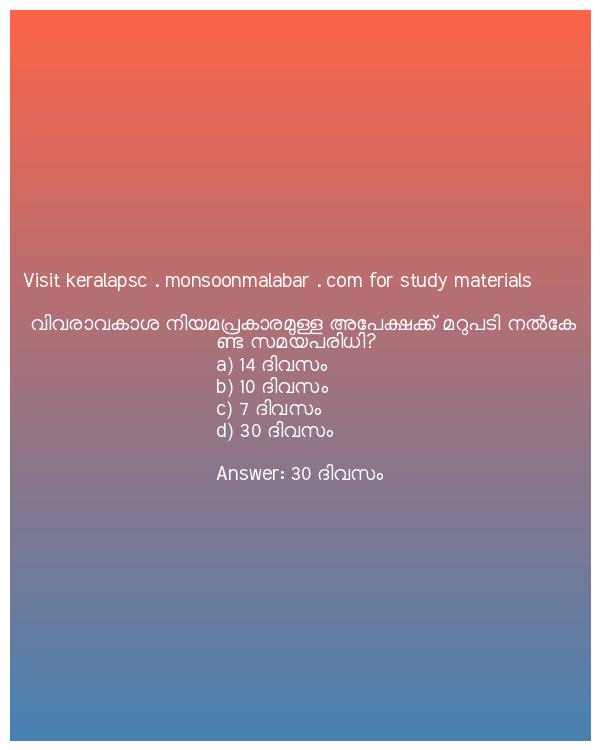 Visit keralapsc . monsoonmalabar . com for study materials
വിവരാവകാശ നിയമപ്രകാരമുള്ള അപേക്ഷക്ക് മറുപടി നൽകേ
ണ്ട സമയപരിധി?
a) 14 ദിവസം
b) 10 ദിവസം
c) 7 ദിവസം
d) 30 ദിവസം
Answer: 30 ദിവസം